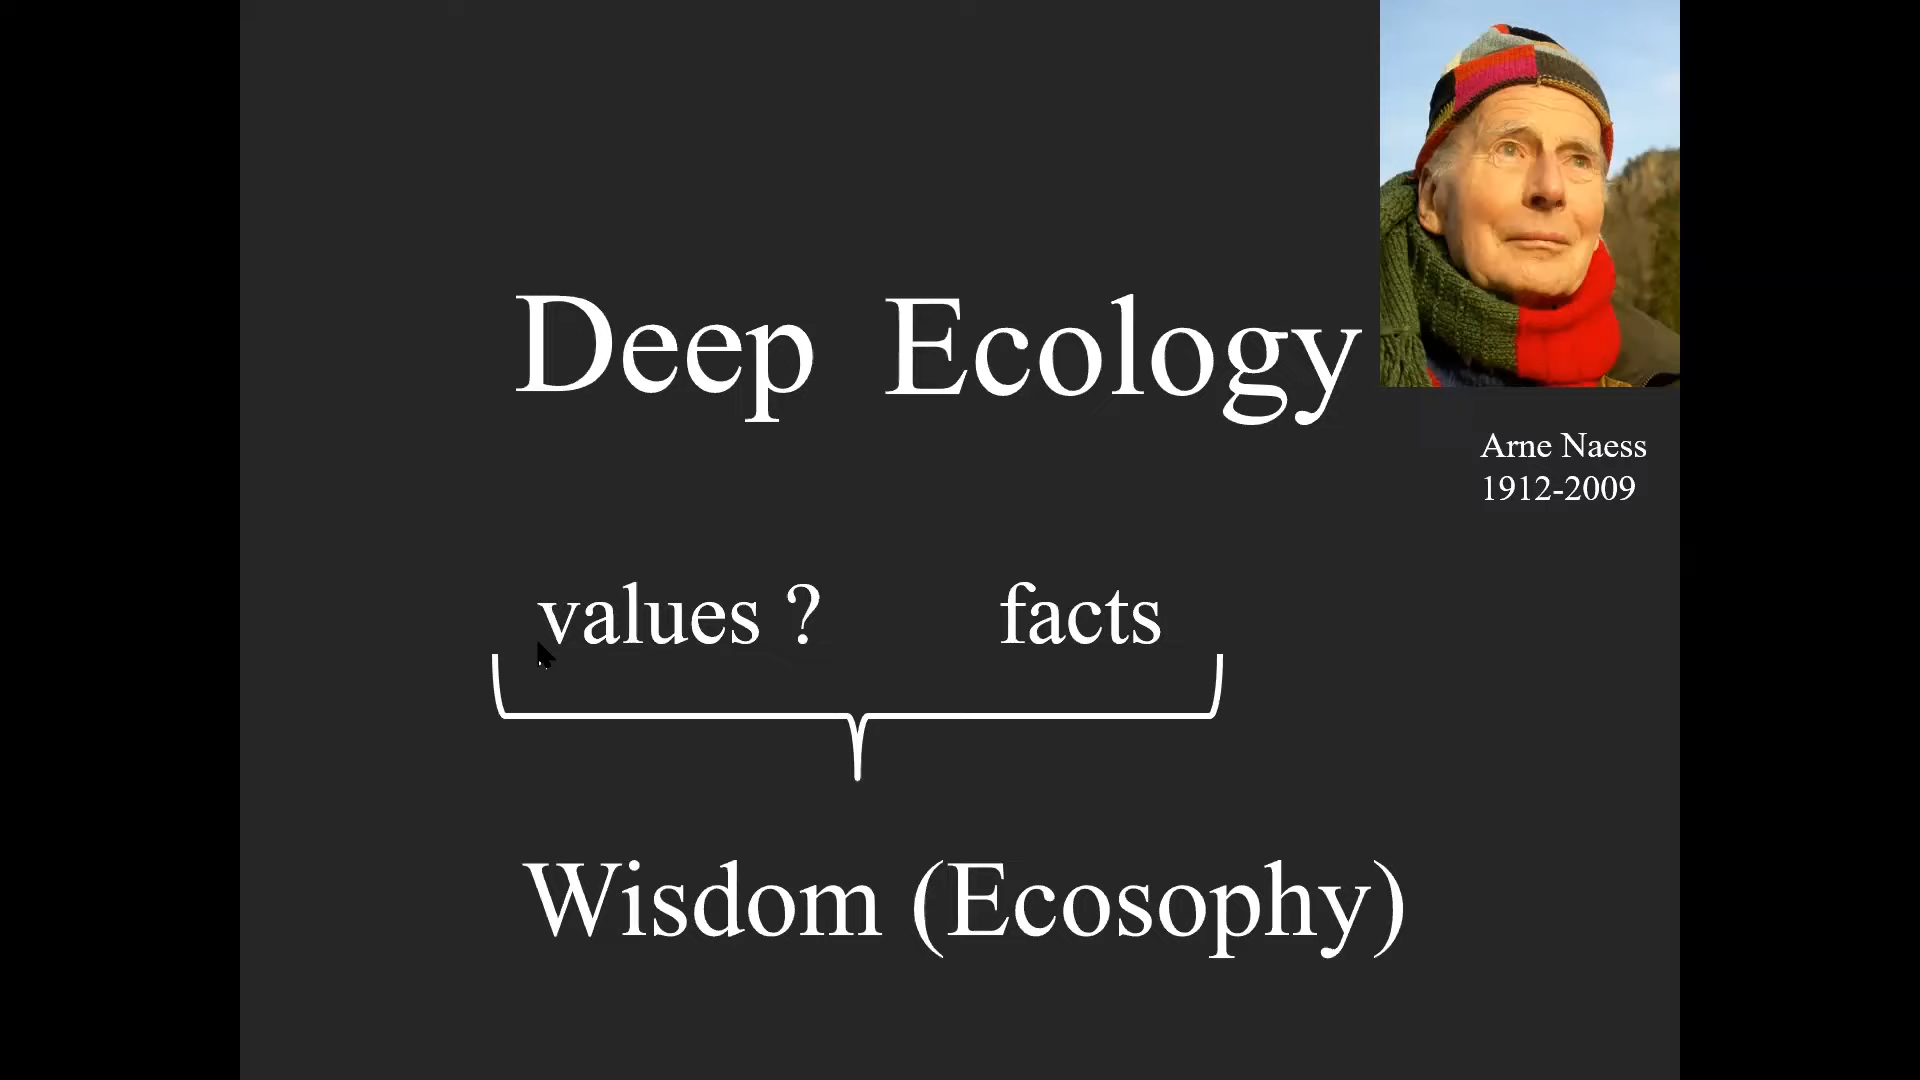 Deep Ecology
Arne Naess
1912-2009
values ? facts
Wisdom (Ecosophy)